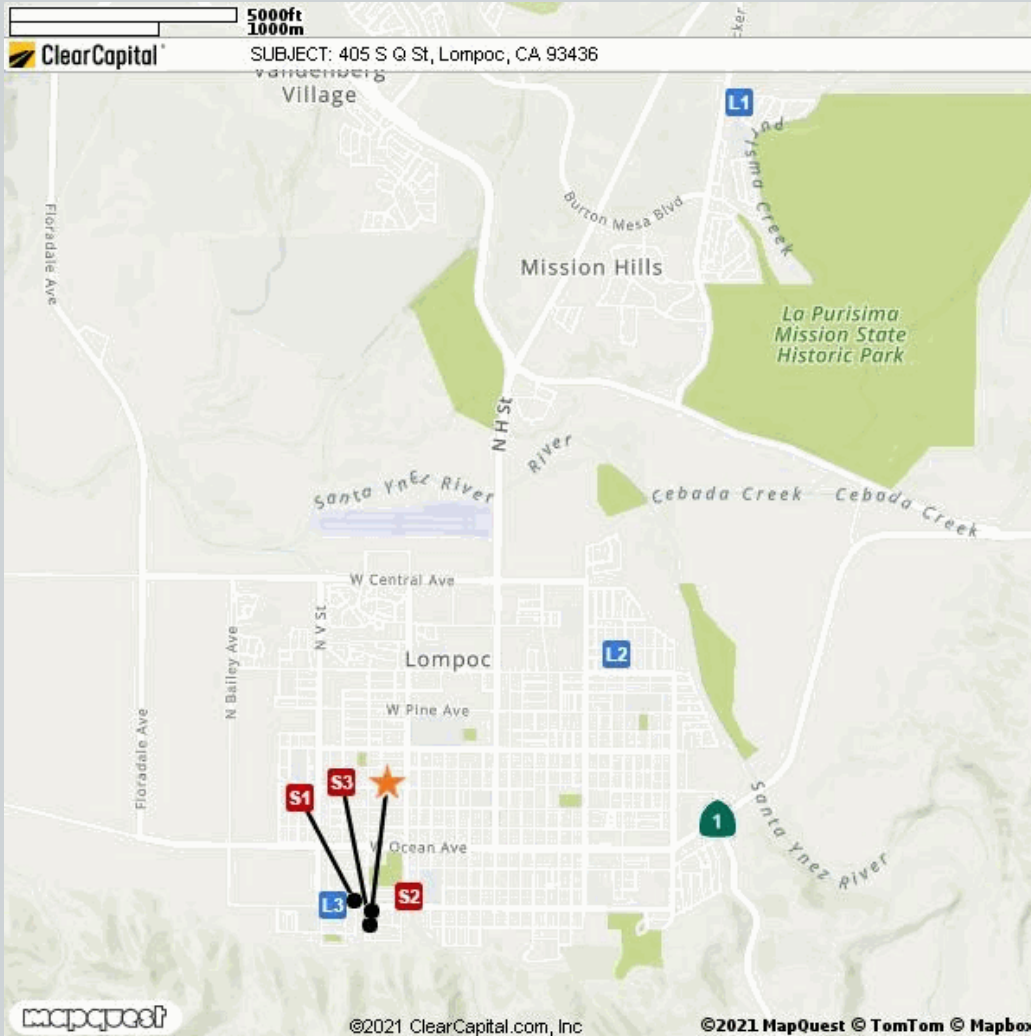 5000ft
1000m
ClearCapital
SUBJECT: 405 S Q St, Lompoc, CA 93436
Vandenberg
Village
L1
Purisma Creek
Burton Mesa Blvd
Floradale Ave
Mission Hills
La Purisima
Mission State
Historic Park
N H St
River
Santa Ynez River
Cebada Creek
Cebada Creek
W Central Ave
N V St
N Bailey Ave
L2
Lompoc
W Pine Ave
Floradale Ave
S1
S3
1
Santa Ynez River
W Ocean Ave
L3
S2
mapquest
©2021 ClearCapital.com, Inc
©2021 MapQuest © TomTom © Mapbox